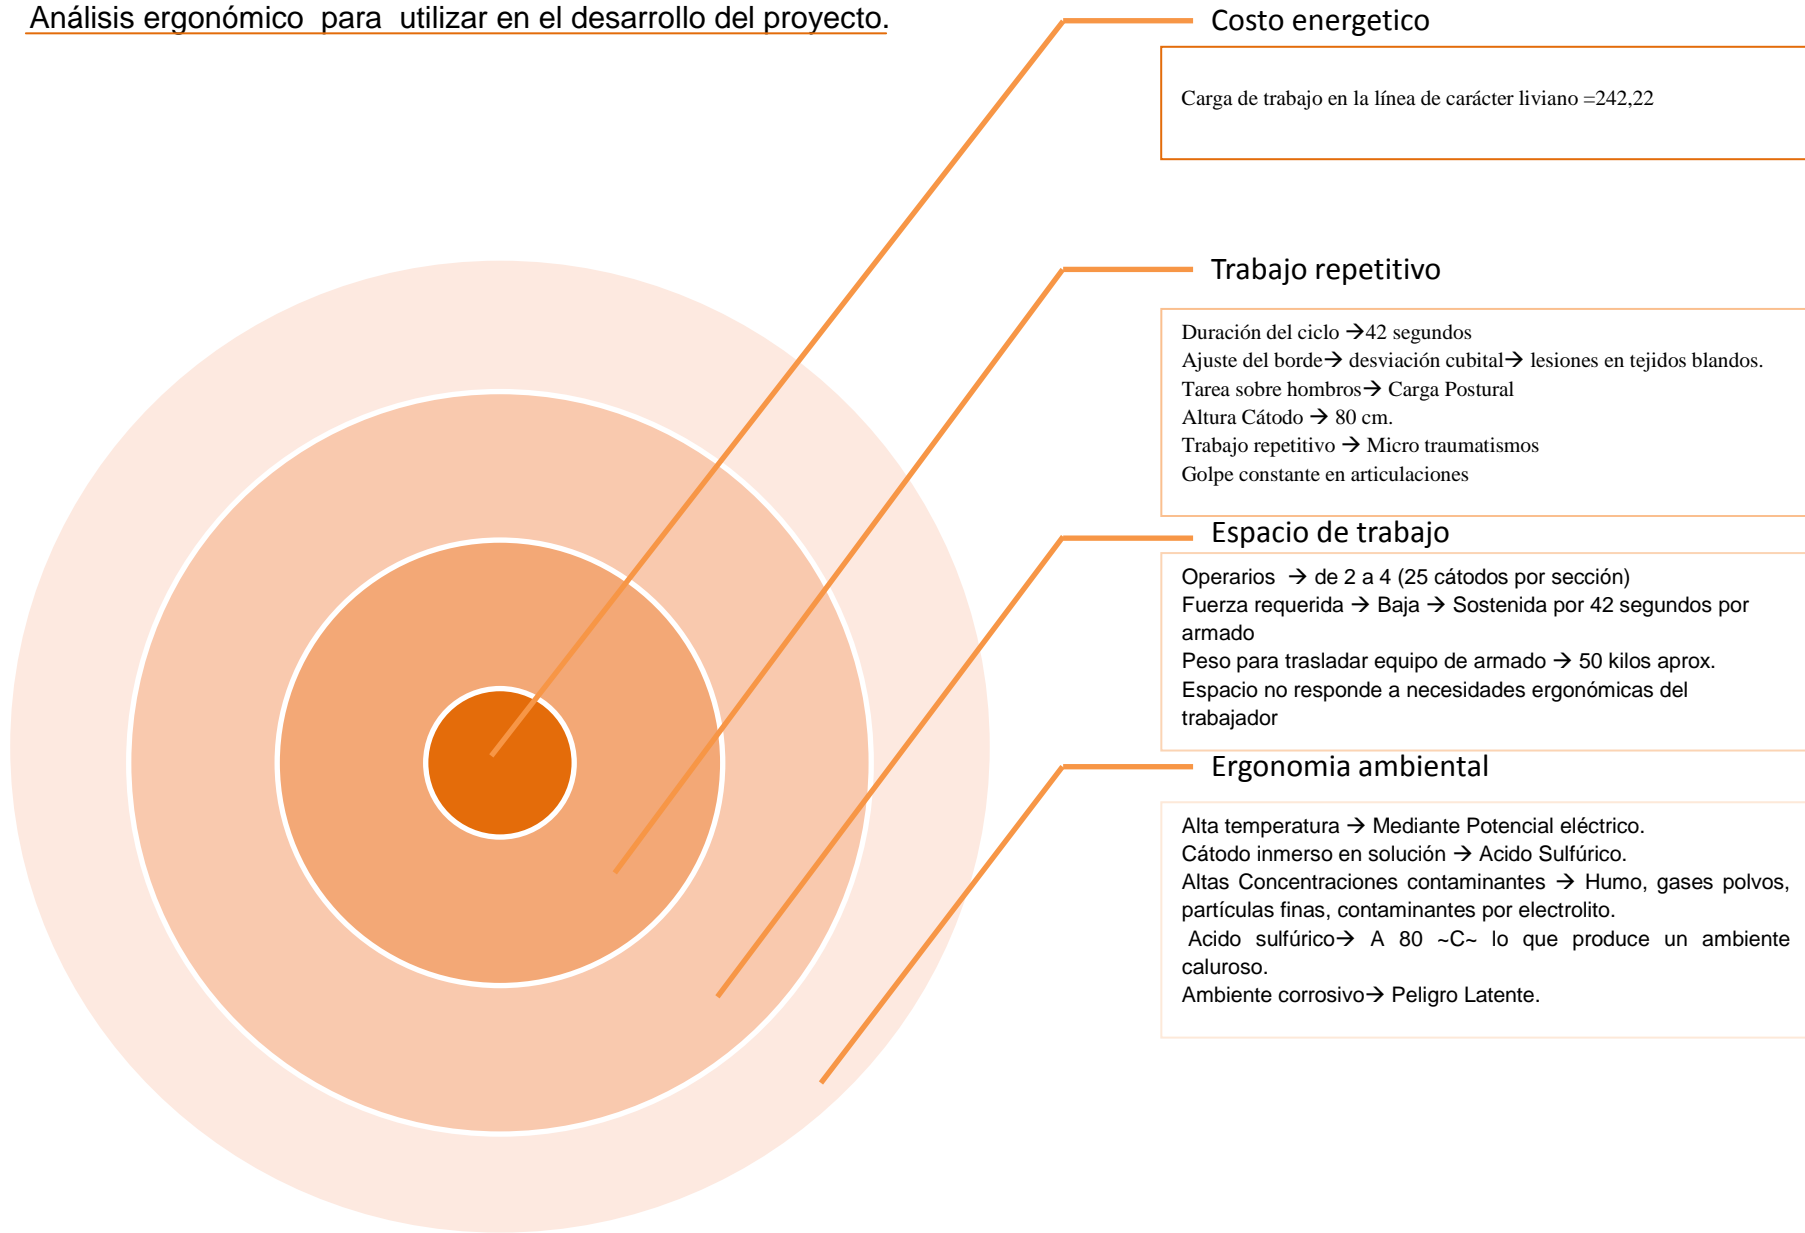 Análisis ergonómico para utilizar en el desarrollo del proyecto.
Costo energetico
Carga de trabajo en la línea de carácter liviano =242,22
Trabajo repetitivo
Duración del ciclo →42 segundos
Ajuste del borde→ desviación cubital→ lesiones en tejidos blandos.
Tarea sobre hombros→ Carga Postural
Altura Cátodo → 80 cm.
Trabajo repetitivo → Micro traumatismos
Golpe constante en articulaciones
Espacio de trabajo
Operarios → de 2 a 4 (25 cátodos por sección)
Fuerza requerida → Baja → Sostenida por 42 segundos por
armado
Peso para trasladar equipo de armado → 50 kilos aprox.
Espacio no responde a necesidades ergonómicas del
trabajador
Ergonomia ambiental
Alta temperatura → Mediante Potencial eléctrico.
Cátodo inmerso en solución → Acido Sulfúrico.
Altas Concentraciones contaminantes → Humo, gases polvos,
partículas finas, contaminantes por electrolito.
Acido sulfúrico→ A 80 ~C~ lo que produce un ambiente
caluroso.
Ambiente corrosivo→ Peligro Latente.